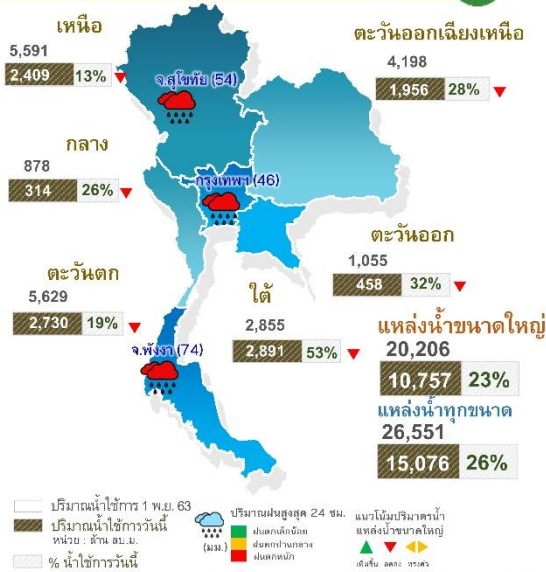 เหนือ
5,591
2,409 13%
จ.สุโขทัย (54)
ตะวันออกเฉียงเหนือ
4,198
1,956 28%
กลาง
878
314 26%
กรุงเทพฯ (46)
ตะวันออก
1,055
458 32%
ตะวันตก
5,629
2,730 19%
ใต้
2,855
2,891 53%
จ.พังงา (74)
แหล่งน้ำขนาดใหญ่
20,206
10,757 23%
แหล่งน้ำทุกขนาด
26,551
15,076 26%
ปริมาณน้ำใช้การ 1 พ.ย. 63
ปริมาณน้ำใช้การวันนี้
หน่วย : ล้าน ลบ.ม.
% น้ำใช้การวันนี้
ปริมาณฝนสูงสุด 24 ชม.
(มม.)
ฝนตกเล็กน้อย
ฝนตกปานกลาง
ฝนตกหนัก
แนวโน้มปริมาตรน้ำ
แหล่งน้ำขนาดใหญ่
เพิ่มขึ้น ลดลง ทรงตัว